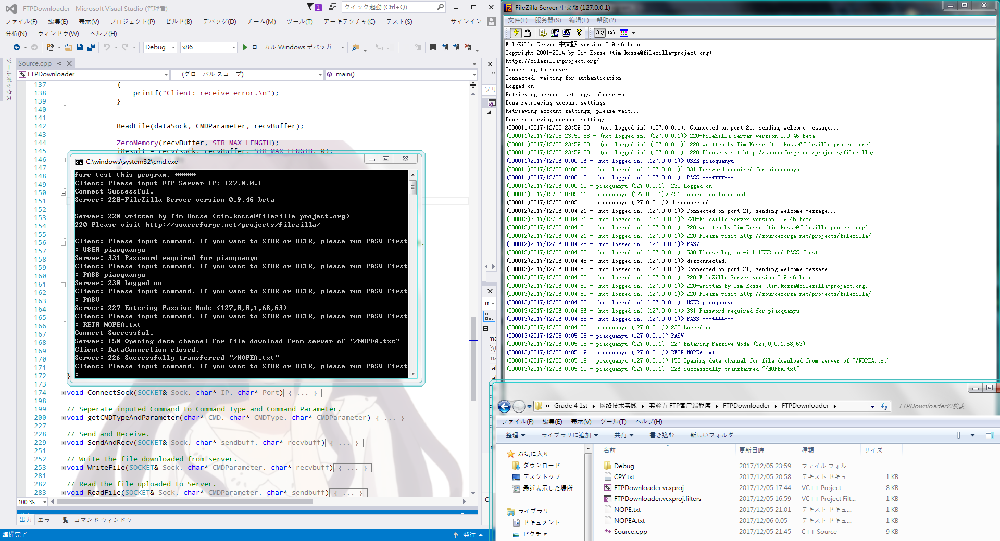 FTPDownloader - Microsoft Visual Studio (管理者)
1
クイック起動 (Ctrl+Q)
ファイル(F) 編集(E) 表示(V) プロジェクト(P) ビルド(B) デバッグ(D) チーム(M) ツール(T) アーキテクチャ(C) テスト(S) サインイン
分析(N) ウィンドウ(W) ヘルプ(H)
Debug x86 ローカル Windows デバッガー
ツールボックス
Source.cpp
FTPDownloader (グローバル スコープ) main()
137 {
138 printf("Client: receive error.\n");
139 }
140
141
142 ReadFile(dataSock, CMDParameter, recvBuffer);
143
144 ZeroMemory(recvBuffer, STR_MAX_LENGTH);
145 iResult = recv(sock, recvBuffer, STR_MAX_LENGTH, 0);
146
147
148
149
150
151
152
153
154
155
156
157
158
159
160
161
162
163
164
165
166
167
168
169
170
171
172 }
173
174 void ConnectSock(SOCKET& Sock, char* IP, char* Port){ ... }
198
199 // Seperate inputed Command to Command Type and Command Parameter.
200 void getCMDTypeAndParameter(char* CMD, char* CMDType, char* CMDParameter){ ... }
227
228 // Send and Receive.
229 void SendAndRecv(SOCKET& Sock, char* sendbuff, char* recvbuff){ ... }
251
252 // Write the file downloaded from server.
253 void WriteFile(SOCKET& Sock, char* CMDParameter, char* recvbuff){ ... }
281
282 // Read the file uploaded to Server.
283 void ReadFile(SOCKET& Sock, char* CMDParameter, char* sendbuff){ ... }
100 %
出力 エラー一覧 コマンド ウィンドウ
準備完了 発行
C:\windows\system32\cmd.exe
fore test this program. *****
Client: Please input FTP Server IP: 127.0.0.1
Connect Successful.
Server: 220-FileZilla Server version 0.9.46 beta
Server: 220-written by Tim Kosse (tim.kosse@filezilla-project.org)
220 Please visit http://sourceforge.net/projects/filezilla/
Client: Please input command. If you want to STOR or RETR, please run PASV first
: USER piaoquanyu
Server: 331 Password required for piaoquanyu
Client: Please input command. If you want to STOR or RETR, please run PASV first
: PASS piaoquanyu
Server: 230 Logged on
Client: Please input command. If you want to STOR or RETR, please run PASV first
: PASV
Server: 227 Entering Passive Mode (127,0,0,1,68,63)
Client: Please input command. If you want to STOR or RETR, please run PASV first
: RETR NOPEA.txt
Connect Successful.
Server: 150 Opening data channel for file download from server of "/NOPEA.txt"
Client: DataConnection closed.
Server: 226 Successfully transferred "/NOPEA.txt"
Client: Please input command. If you want to STOR or RETR, please run PASV first
:
FileZilla Server 中文版 (127.0.0.1)
文件(F) 服务器(S) 编辑(E) 帮助(?)
/C/ C:\
FileZilla Server 中文版 version 0.9.46 beta
Copyright 2001-2014 by Tim Kosse (tim.kosse@filezilla-project.org)
https://filezilla-project.org/
Connecting to server...
Connected, waiting for authentication
Logged on
Retrieving account settings, please wait...
Done retrieving account settings
Retrieving account settings, please wait...
Done retrieving account settings
(000011)2017/12/05 23:59:58 - (not logged in) (127.0.0.1)> Connected on port 21, sending welcome message...
(000011)2017/12/05 23:59:58 - (not logged in) (127.0.0.1)> 220-FileZilla Server version 0.9.46 beta
(000011)2017/12/05 23:59:58 - (not logged in) (127.0.0.1)> 220-written by Tim Kosse (tim.kosse@filezilla-project.org)
(000011)2017/12/05 23:59:58 - (not logged in) (127.0.0.1)> 220 Please visit http://sourceforge.net/projects/filezilla/
(000011)2017/12/06 0:00:06 - (not logged in) (127.0.0.1)> USER piaoquanyu
(000011)2017/12/06 0:00:06 - (not logged in) (127.0.0.1)> 331 Password required for piaoquanyu
(000011)2017/12/06 0:00:10 - (not logged in) (127.0.0.1)> PASS **********
(000011)2017/12/06 0:00:10 - piaoquanyu (127.0.0.1)> 230 Logged on
(000011)2017/12/06 0:02:11 - piaoquanyu (127.0.0.1)> 421 Connection timed out.
(000011)2017/12/06 0:02:11 - piaoquanyu (127.0.0.1)> disconnected.
(000012)2017/12/06 0:04:21 - (not logged in) (127.0.0.1)> Connected on port 21, sending welcome message...
(000012)2017/12/06 0:04:21 - (not logged in) (127.0.0.1)> 220-FileZilla Server version 0.9.46 beta
(000012)2017/12/06 0:04:21 - (not logged in) (127.0.0.1)> 220-written by Tim Kosse (tim.kosse@filezilla-project.org)
(000012)2017/12/06 0:04:21 - (not logged in) (127.0.0.1)> 220 Please visit http://sourceforge.net/projects/filezilla/
(000012)2017/12/06 0:04:28 - (not logged in) (127.0.0.1)> PASV
(000012)2017/12/06 0:04:28 - (not logged in) (127.0.0.1)> 530 Please log in with USER and PASS first.
(000012)2017/12/06 0:04:45 - (not logged in) (127.0.0.1)> disconnected.
(000013)2017/12/06 0:04:50 - (not logged in) (127.0.0.1)> Connected on port 21, sending welcome message...
(000013)2017/12/06 0:04:50 - (not logged in) (127.0.0.1)> 220-FileZilla Server version 0.9.46 beta
(000013)2017/12/06 0:04:50 - (not logged in) (127.0.0.1)> 220-written by Tim Kosse (tim.kosse@filezilla-project.org)
(000013)2017/12/06 0:04:50 - (not logged in) (127.0.0.1)> 220 Please visit http://sourceforge.net/projects/filezilla/
(000013)2017/12/06 0:04:56 - (not logged in) (127.0.0.1)> USER piaoquanyu
(000013)2017/12/06 0:04:56 - (not logged in) (127.0.0.1)> 331 Password required for piaoquanyu
(000013)2017/12/06 0:04:58 - (not logged in) (127.0.0.1)> PASS **********
(000013)2017/12/06 0:04:58 - piaoquanyu (127.0.0.1)> 230 Logged on
(000013)2017/12/06 0:05:05 - piaoquanyu (127.0.0.1)> PASV
(000013)2017/12/06 0:05:05 - piaoquanyu (127.0.0.1)> 227 Entering Passive Mode (127,0,0,1,68,63)
(000013)2017/12/06 0:05:19 - piaoquanyu (127.0.0.1)> RETR NOPEA.txt
(000013)2017/12/06 0:05:19 - piaoquanyu (127.0.0.1)> 150 Opening data channel for file download from server of "/NOPEA.txt"
(000013)2017/12/06 0:05:19 - piaoquanyu (127.0.0.1)> 226 Successfully transferred "/NOPEA.txt"
« Grade 4 1st 网络技术实践 实验五 FTP客户端程序 FTPDownloader FTPDownloader FTPDownloaderの検索
ファイル(F) 編集(E) 表示(V) ツール(T) ヘルプ(H)
整理 ライブラリに追加 共有 書き込む 新しいフォルダー
お気に入り
ダウンロード
デスクトップ
最近表示した場所
ライブラリ
ドキュメント
ピクチャ
名前 更新日時 種類 サイズ
Debug 2017/12/05 23:59 ファイル フォル...
CPY.txt 2017/12/05 20:58 テキスト ドキュ... 1 KB
FTPDownloader.vcxproj 2017/12/05 17:44 VC++ Project 8 KB
FTPDownloader.vcxproj.filters 2017/12/05 16:59 VC++ Project Filt... 1 KB
NOPE.txt 2017/12/05 21:01 テキスト ドキュ... 1 KB
NOPEA.txt 2017/12/06 0:05 テキスト ドキュ... 1 KB
Source.cpp 2017/12/05 21:45 C++ Source 9 KB